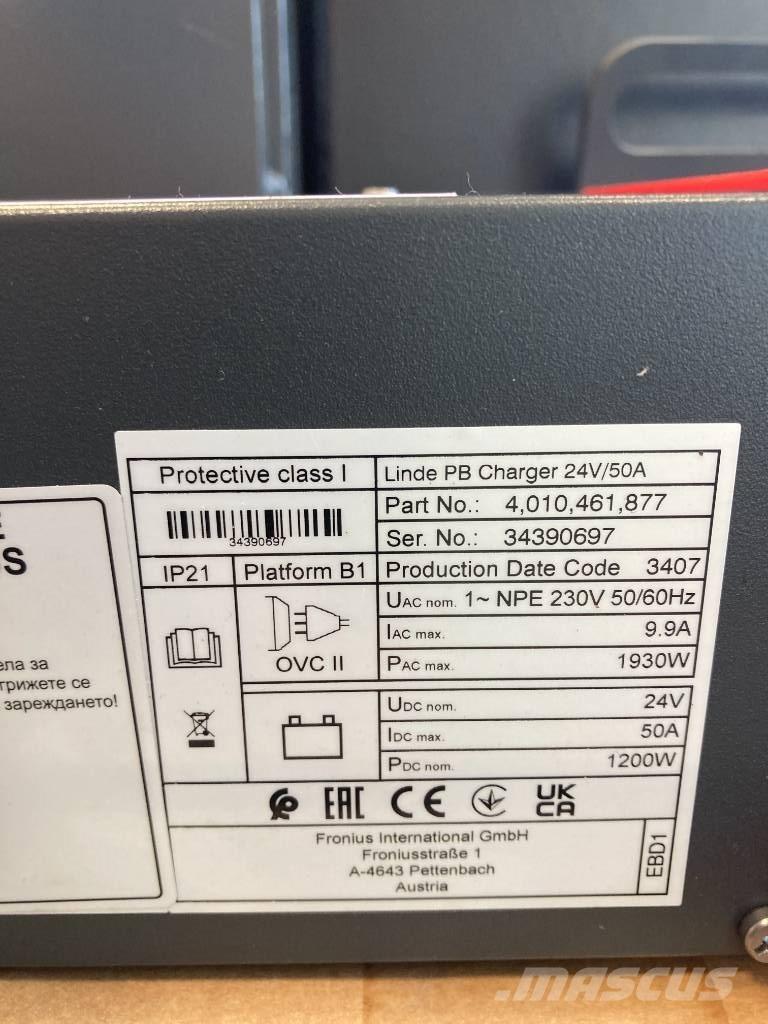 Protective class I
Linde PB Charger 24V/50A
34390697
Part No.: 4,010,461,877
Ser. No.: 34390697
IP21
Platform B1
Production Date Code 3407
UAC nom. 1~ NPE 230V 50/60Hz
IAC max. 9.9A
PAC max. 1930W
OVC II
UDC nom. 24V
IDC max. 50A
PDC nom. 1200W
EAC CE UK
CA
Fronius International GmbH
Froniusstraße 1
A-4643 Pettenbach
Austria
EBD1
E
S
ела за
грижете се
зареждането!
MASCUS